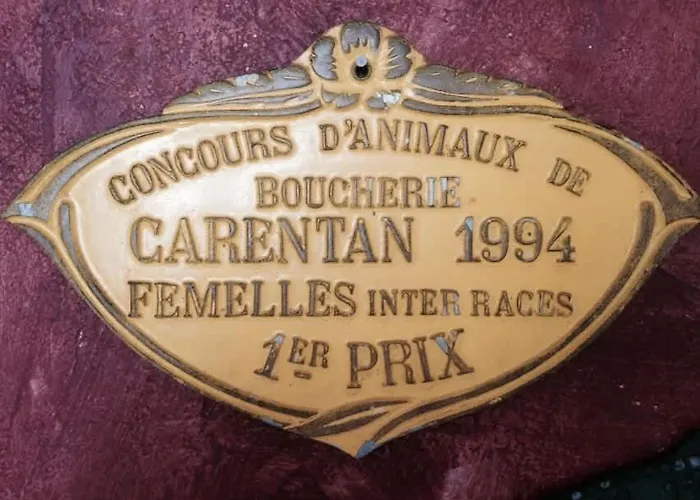 CONCOURS D'ANIMAUX DE
BOUCHERIE
CARENTAN 1994
FEMELLES INTER RACES
1ER PRIX